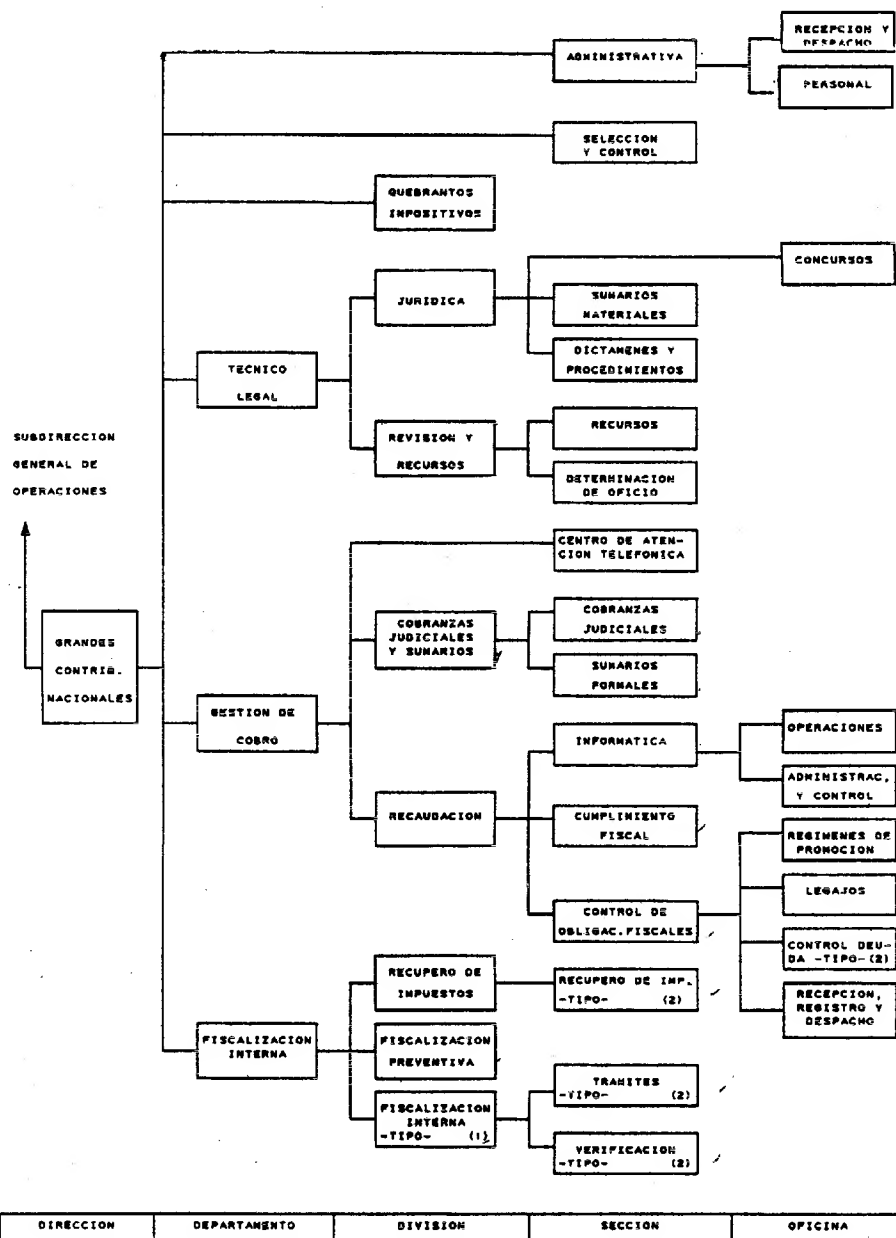 RECEPCION Y
DESPACHO
ADMINISTRATIVA
PERSONAL
SELECCION
Y CONTROL
QUEBRANTOS
IMPOSITIVOS
CONCURSOS
JURIDICA
SUMARIOS
MATERIALES
DICTAMENES Y
PROCEDIMIENTOS
TECNICO
LEGAL
REVISION Y
RECURSOS
RECURSOS
DETERMINACION
DE OFICIO
SUBDIRECCION
GENERAL DE
OPERACIONES
CENTRO DE ATEN-
CION TELEFONICA
COBRANZAS
JUDICIALES
Y SUMARIOS
COBRANZAS
JUDICIALES
SUMARIOS
FORMALES
GRANDES
CONTRIB.
NACIONALES
GESTION DE
COBRO
INFORMATICA
OPERACIONES
ADMINISTRAC.
Y CONTROL
RECAUDACION
CUMPLIMIENTO
FISCAL
REGIMENES DE
PROMOCION
LEGAJOS
CONTROL DE
OBLIGAC.FISCALES
CONTROL DEU-
DA -TIPO-(2)
RECEPCION,
REGISTRO Y
DESPACHO
RECUPERO DE
IMPUESTOS
RECUPERO DE IMP.
-TIPO- (2)
FISCALIZACION
INTERNA
FISCALIZACION
PREVENTIVA
FISCALIZACION
INTERNA
-TIPO- (1)
TRAMITES
-TIPO- (2)
VERIFICACION
-TIPO- (2)
DIRECCION DEPARTAMENTO DIVISION SECCION OFICINA